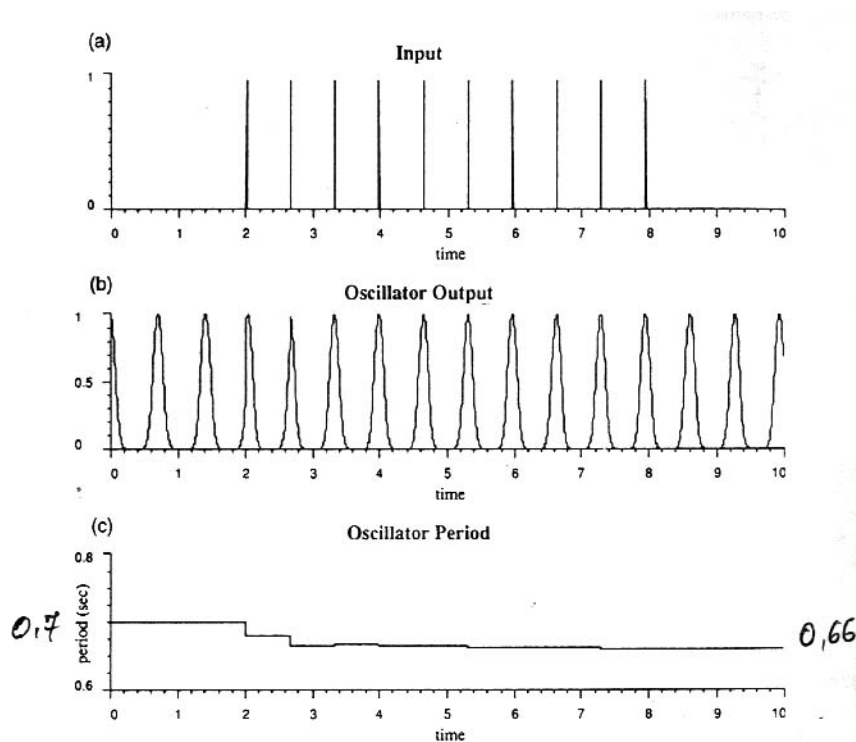 (a)
Input
1
0
0 1 2 3 4 5 6 7 8 9 10
time
(b)
Oscillator Output
1
0.5
0
0 1 2 3 4 5 6 7 8 9 10
time
(c)
Oscillator Period
0.8
0,7
period (sec)
0,66
0.6
0 1 2 3 4 5 6 7 8 9 10
time